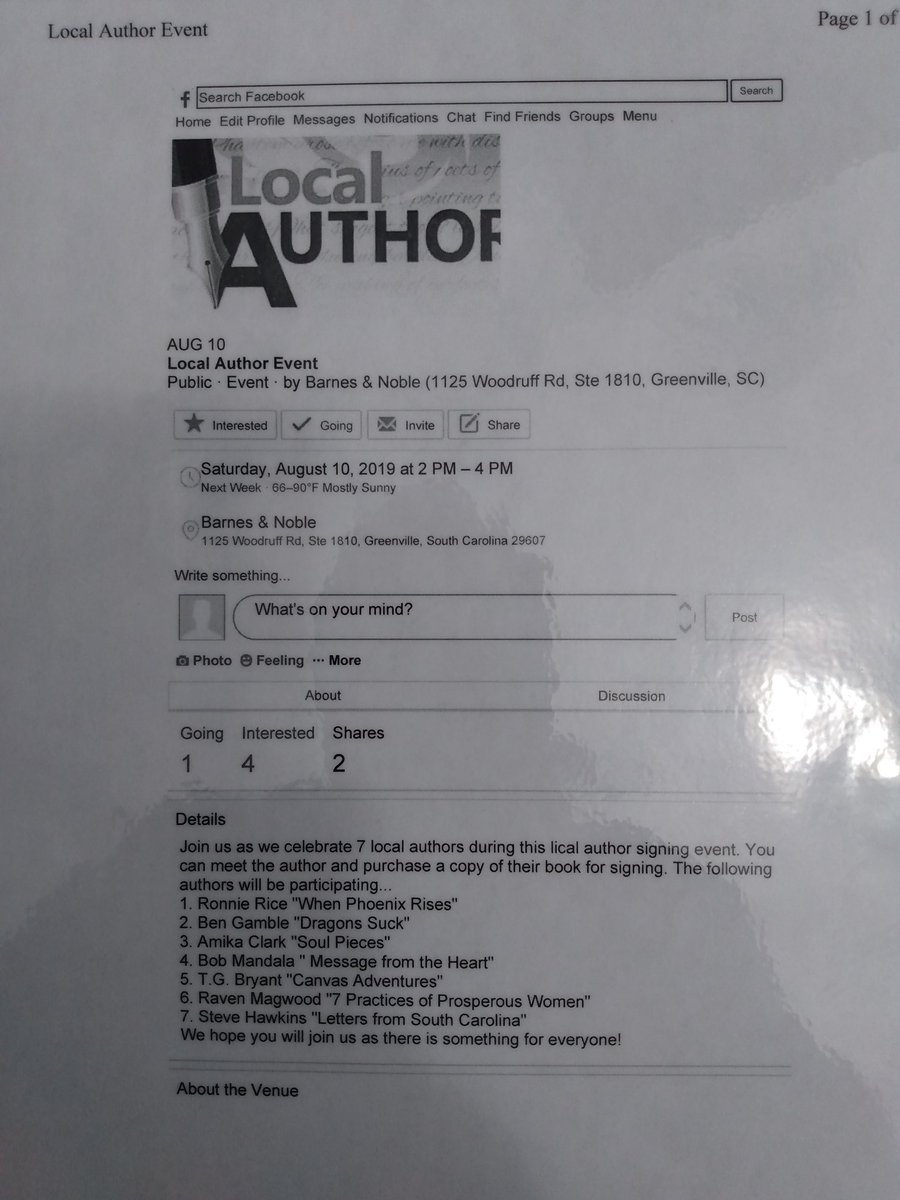 Local Author Event
Page 1 of
f Search Facebook Search
Home Edit Profile Messages Notifications Chat Find Friends Groups Menu
with dis
Local
pointing t
AUTHOR
AUG 10
Local Author Event
Public · Event · by Barnes & Noble (1125 Woodruff Rd, Ste 1810, Greenville, SC)
Interested Going Invite Share
Saturday, August 10, 2019 at 2 PM – 4 PM
Next Week · 66–90°F Mostly Sunny
Barnes & Noble
1125 Woodruff Rd, Ste 1810, Greenville, South Carolina 29607
Write something...
What's on your mind? Post
Photo Feeling ··· More
About Discussion
Going Interested Shares
1 4 2
Details
Join us as we celebrate 7 local authors during this lical author signing event. You
can meet the author and purchase a copy of their book for signing. The following
authors will be participating...
1. Ronnie Rice "When Phoenix Rises"
2. Ben Gamble "Dragons Suck"
3. Amika Clark "Soul Pieces"
4. Bob Mandala " Message from the Heart"
5. T.G. Bryant "Canvas Adventures"
6. Raven Magwood "7 Practices of Prosperous Women"
7. Steve Hawkins "Letters from South Carolina"
We hope you will join us as there is something for everyone!
About the Venue